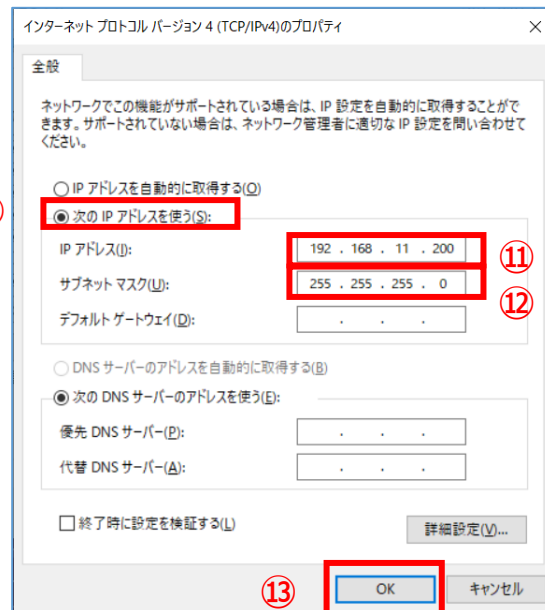 インターネット プロトコル バージョン 4 (TCP/IPv4)のプロパティ
全般
ネットワークでこの機能がサポートされている場合は、IP 設定を自動的に取得することがで
きます。サポートされていない場合は、ネットワーク管理者に適切な IP 設定を問い合わせて
ください。
IP アドレスを自動的に取得する(O)
次の IP アドレスを使う(S):
IP アドレス(I): 192 . 168 . 11 . 200 ⑪
サブネット マスク(U): 255 . 255 . 255 . 0 ⑫
デフォルト ゲートウェイ(D): . . .
DNS サーバーのアドレスを自動的に取得する(B)
次の DNS サーバーのアドレスを使う(E):
優先 DNS サーバー(P): . . .
代替 DNS サーバー(A): . . .
終了時に設定を検証する(L)
詳細設定(V)...
⑬ OK キャンセル